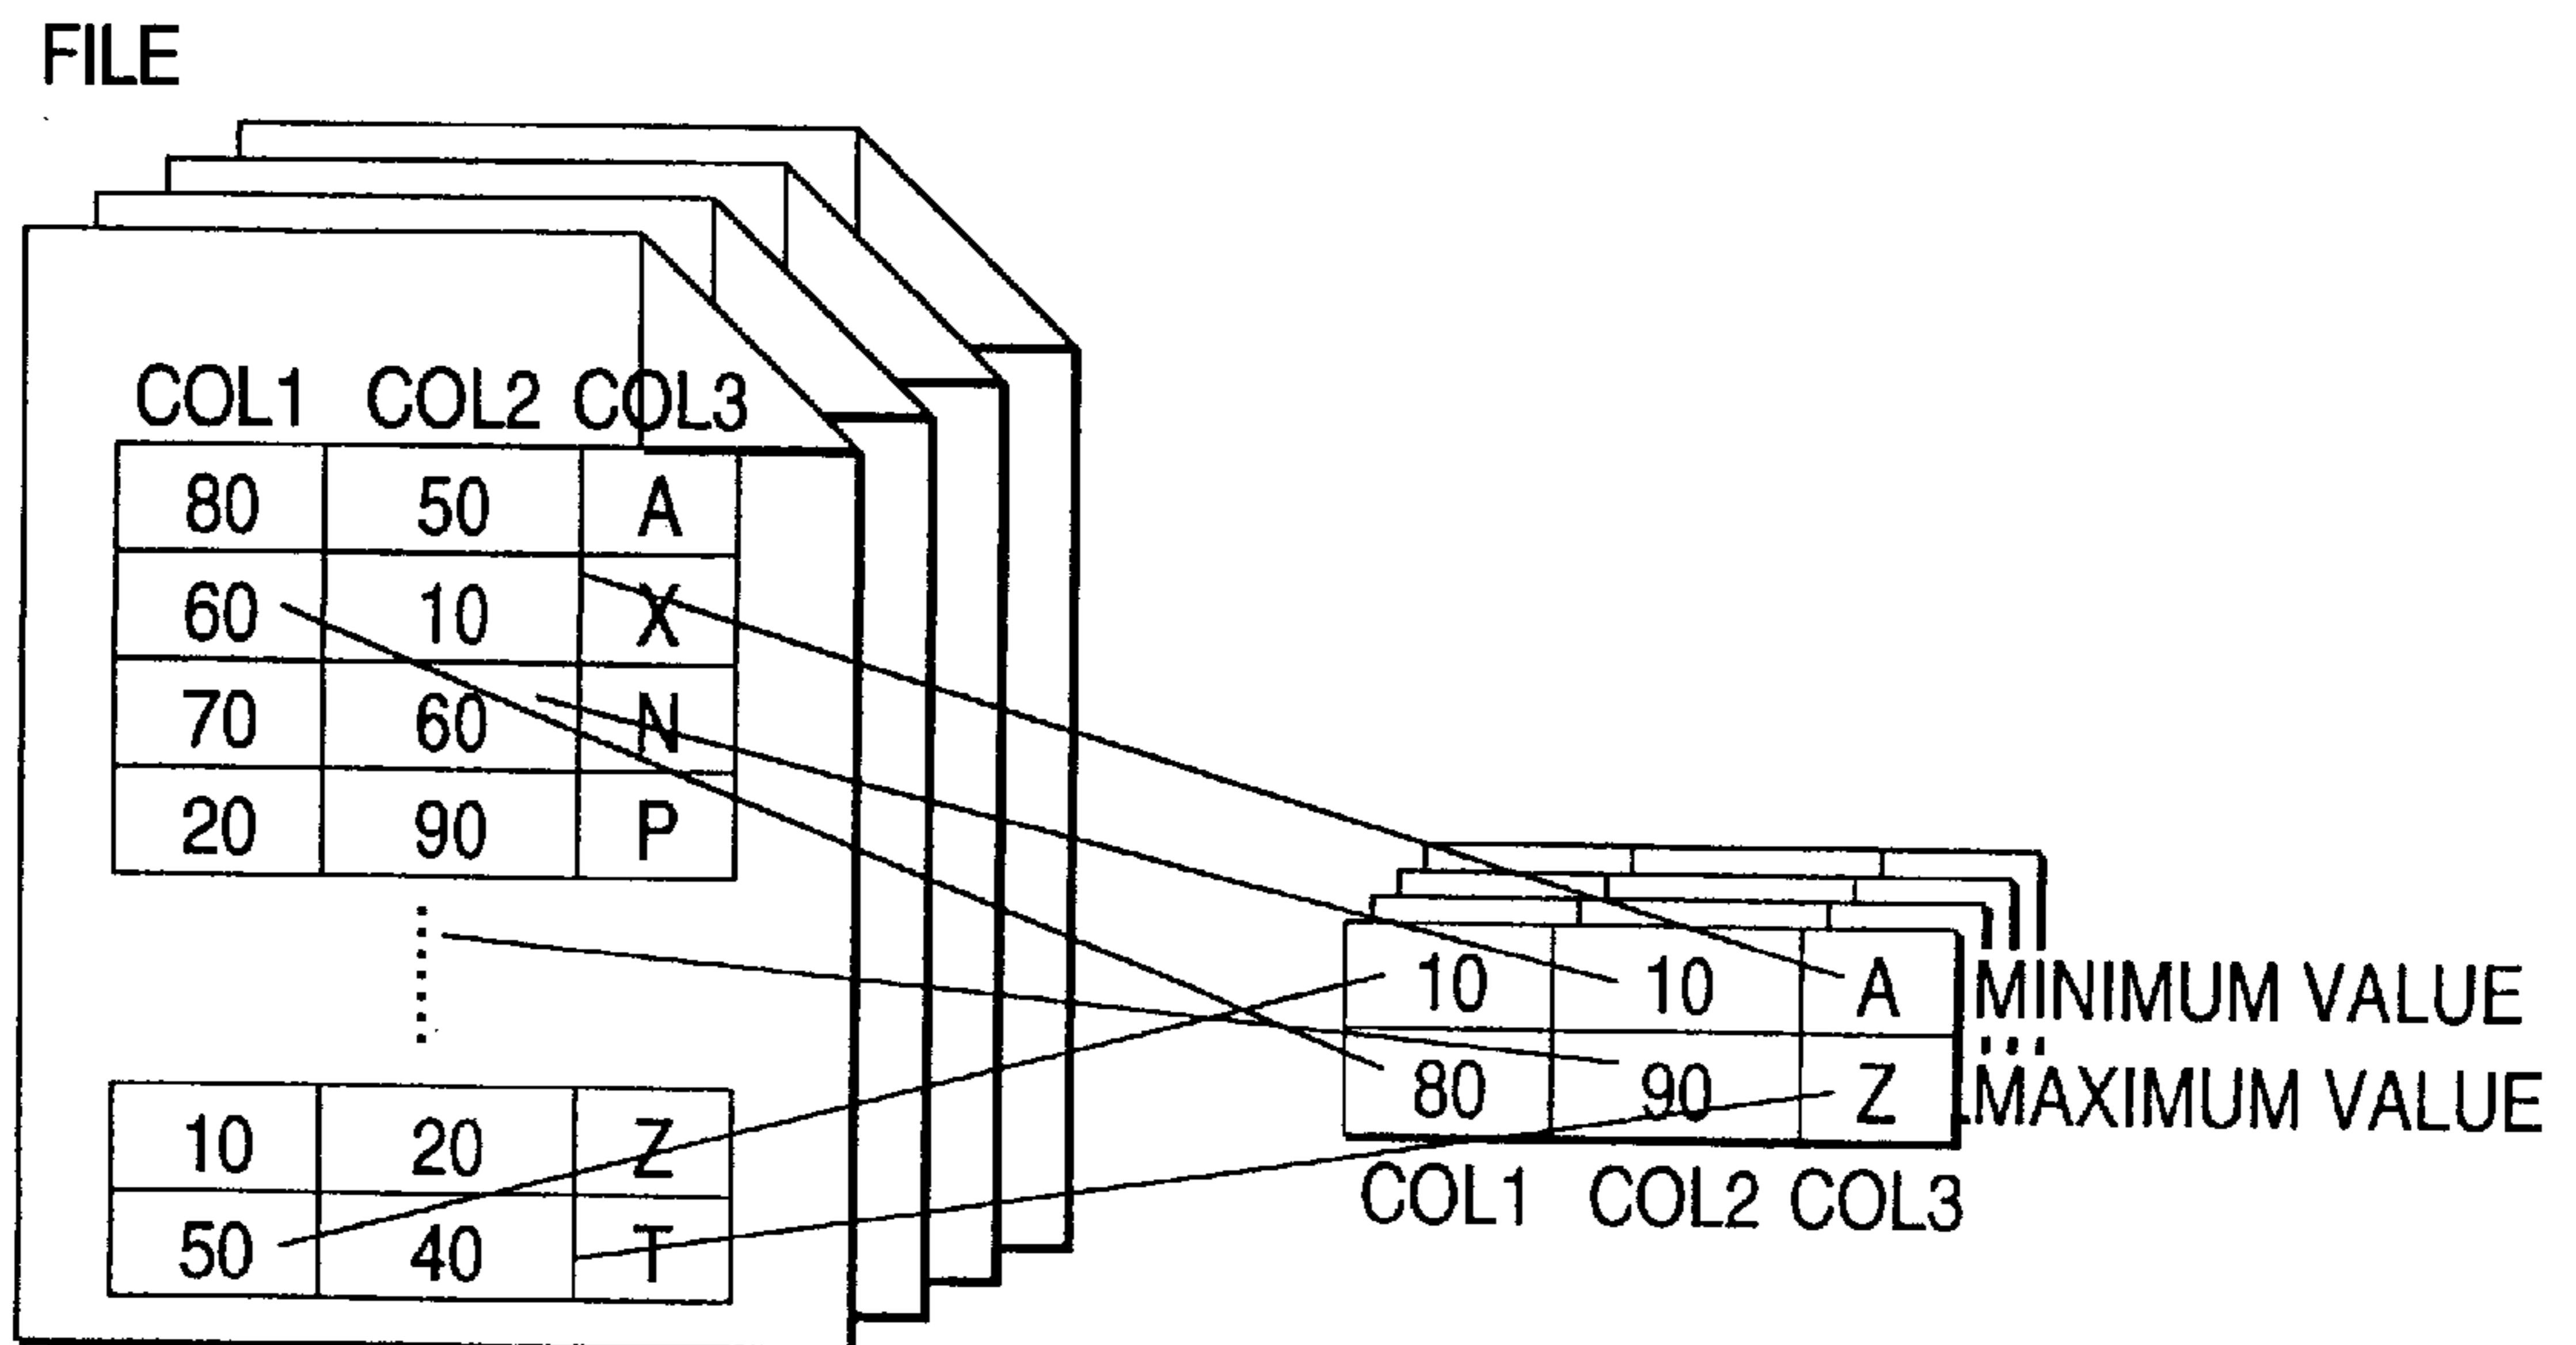 FILE
COL1 COL2 COL3
80 50 A
60 10 X
70 60 N
20 90 P
10 20 Z
50 40 T
10 10 A MINIMUM VALUE
80 90 Z MAXIMUM VALUE
COL1 COL2 COL3